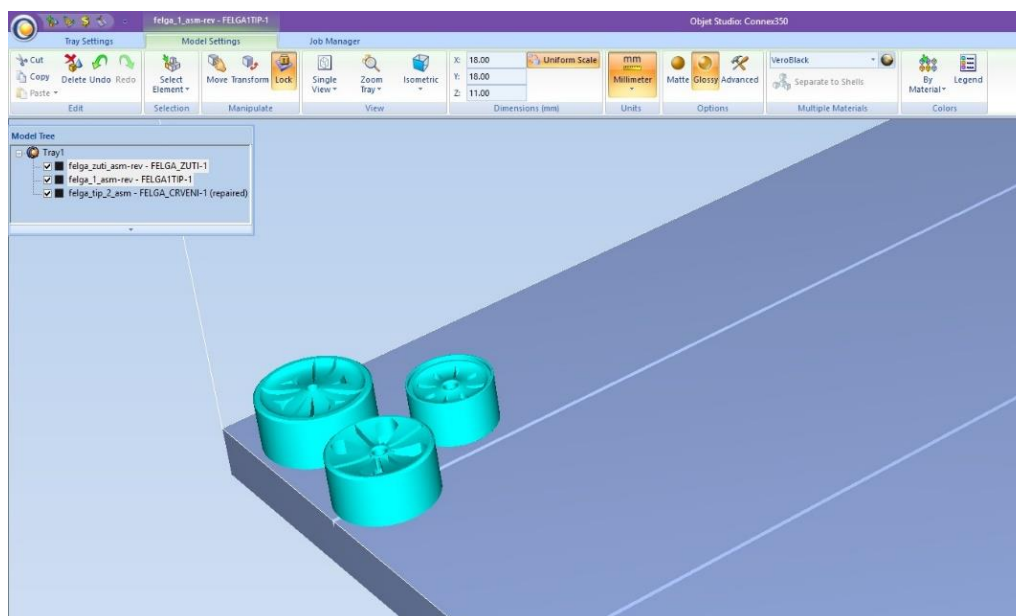 felga_1_asm-rev - FELGA1TIP-1
Objet Studio: Connex350
Tray Settings
Model Settings
Job Manager
Cut
Copy
Paste
Delete Undo Redo
Edit
Select Element
Selection
Move Transform Lock
Manipulate
Single View
Zoom Tray
Isometric
View
X: 18.00
Y: 18.00
Z: 11.00
Uniform Scale
Dimensions (mm)
mm
Millimeter
Units
Matte Glossy Advanced
Options
VeroBlack
Separate to Shells
Multiple Materials
By Material
Legend
Colors
Model Tree
Tray1
felga_zuti_asm-rev - FELGA_ZUTI-1
felga_1_asm-rev - FELGA1TIP-1
felga_tip_2_asm - FELGA_CRVENI-1 (repaired)